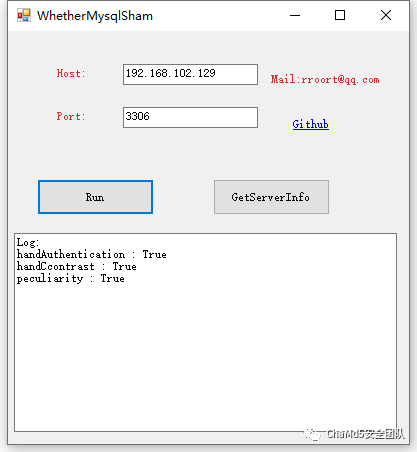 WhetherMysqlSham
Host:
192.168.102.129
Mail:rroort@qq.com
Port:
3306
Github
Run
GetServerInfo
Log:
handAuthentication : True
handCcontrast : True
peculiarity : True
ChaMd5安全团队